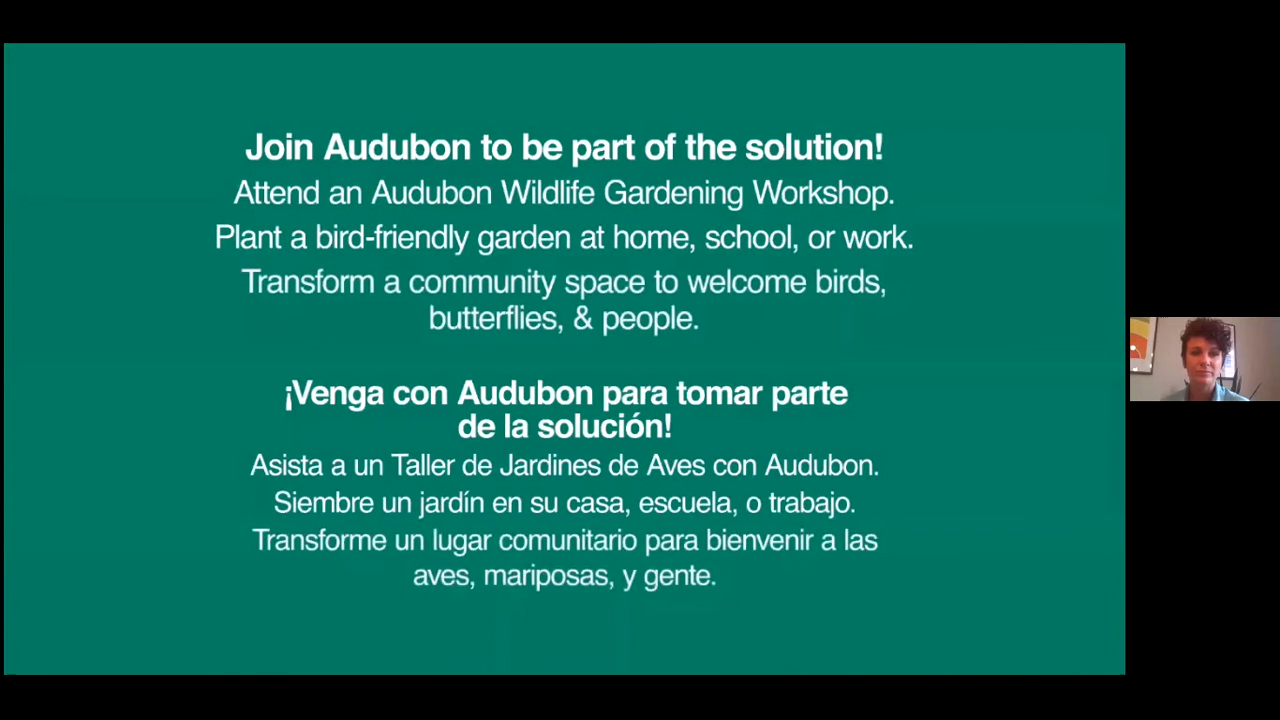 Join Audubon to be part of the solution!
Attend an Audubon Wildlife Gardening Workshop.
Plant a bird-friendly garden at home, school, or work.
Transform a community space to welcome birds,
butterflies, & people.
¡Venga con Audubon para tomar parte
de la solución!
Asista a un Taller de Jardines de Aves con Audubon.
Siembre un jardín en su casa, escuela, o trabajo.
Transforme un lugar comunitario para bienvenir a las
aves, mariposas, y gente.